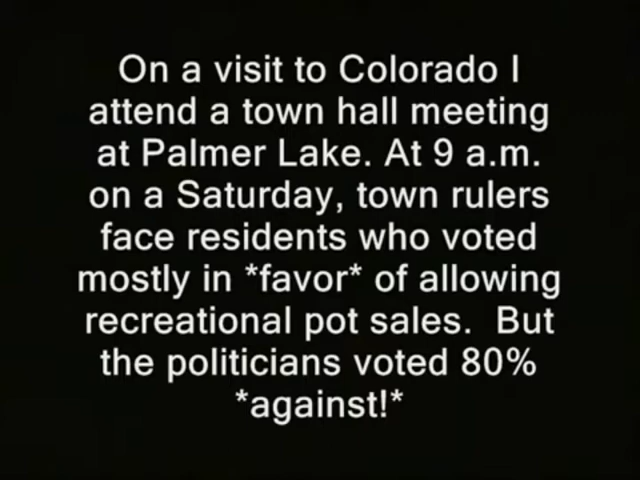 On a visit to Colorado I
attend a town hall meeting
at Palmer Lake. At 9 a.m.
on a Saturday, town rulers
face residents who voted
mostly in *favor* of allowing
recreational pot sales.  But
the politicians voted 80%
*against!*